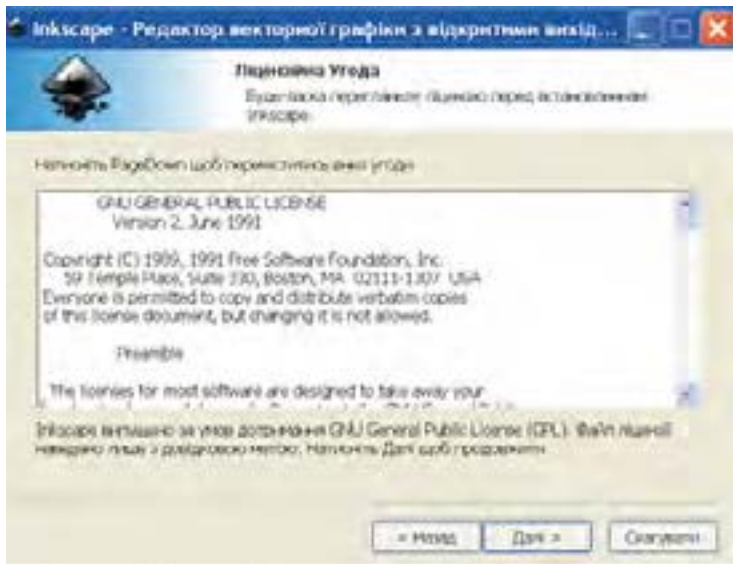 Inkscape - Редактор векторної графіки з відкритими вихід...
Ліцензійна Угода
Будь-ласка перегляньте ліцензію перед встановленням
Inkscape.
Натисніть PageDown щоб переміститись вниз угоди
GNU GENERAL PUBLIC LICENSE
Version 2, June 1991
Copyright (C) 1989, 1991 Free Software Foundation, Inc.
59 Temple Place, Suite 330, Boston, MA 02111-1307 USA
Everyone is permitted to copy and distribute verbatim copies
of this license document, but changing it is not allowed.
Preamble
The licenses for most software are designed to take away your
Inkscape випущено за умов дотримання GNU General Public License (GPL). Файл ліцензії
наведено лише з довідковою метою. Натисніть Далі щоб продовжити
< Назад
Далі >
Скасувати